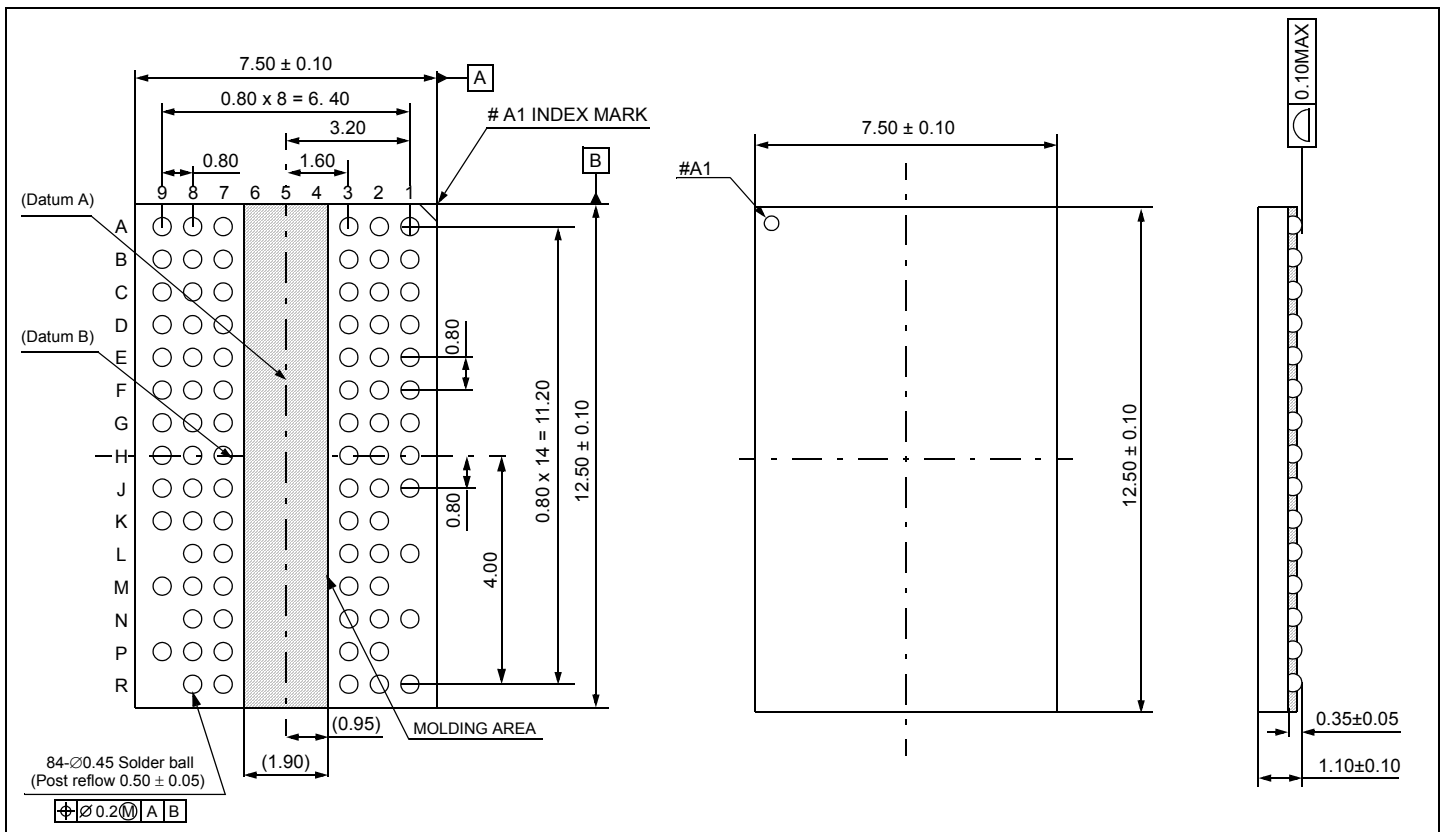 7.50 ± 0.10
A
0.80 x 8 = 6. 40
# A1 INDEX MARK
3.20
B
0.80
1.60
9 8 7 6 5 4 3 2 1
(Datum A)
A
B
C
D
(Datum B)
E
F
G
H
J
K
L
M
N
P
R
0.80
0.80
4.00
0.80 x 14 = 11.20
12.50 ± 0.10
(0.95)
MOLDING AREA
(1.90)
84-∅0.45 Solder ball
(Post reflow 0.50 ± 0.05)
⌖ ∅ 0.2 Ⓜ A B
7.50 ± 0.10
#A1
12.50 ± 0.10
0.10MAX
0.35±0.05
1.10±0.10